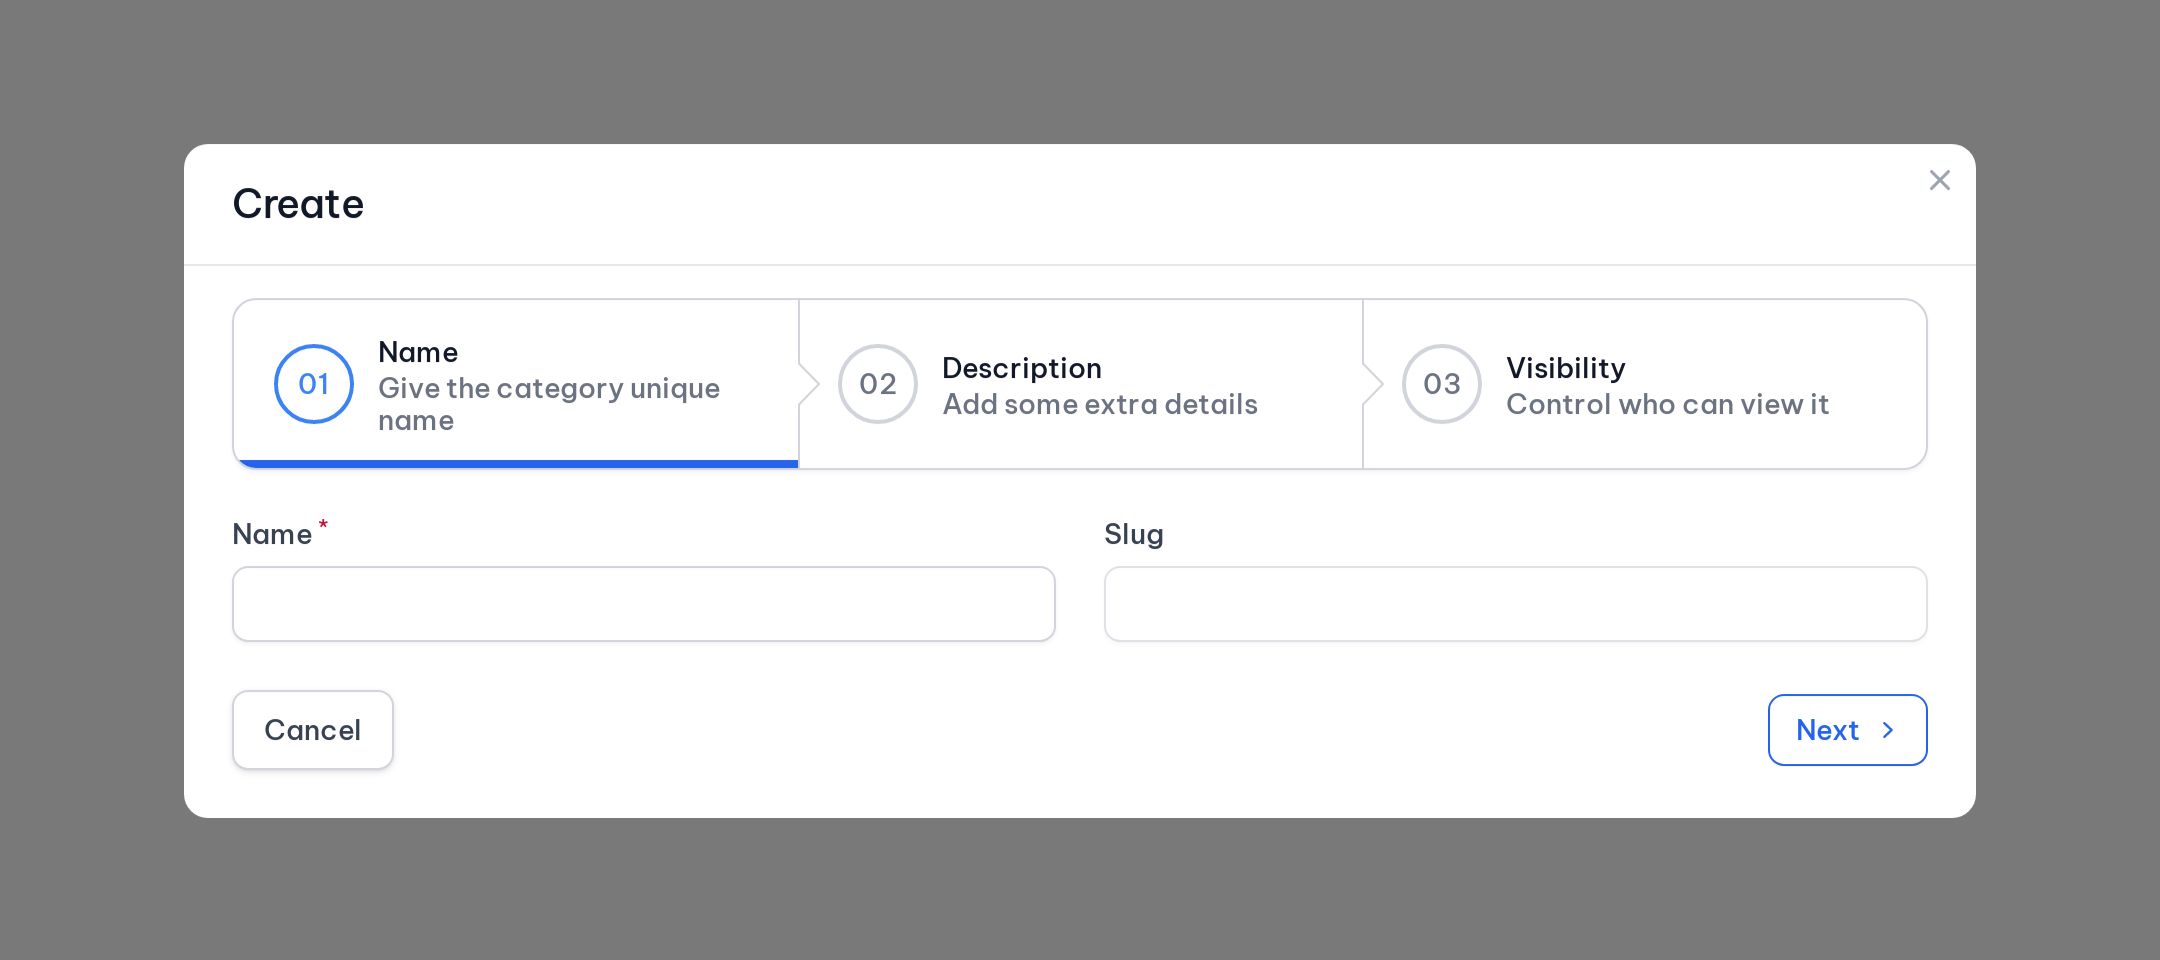 Create
01
Name
Give the category unique
name
02
Description
Add some extra details
03
Visibility
Control who can view it
Name *
Slug
Cancel
Next